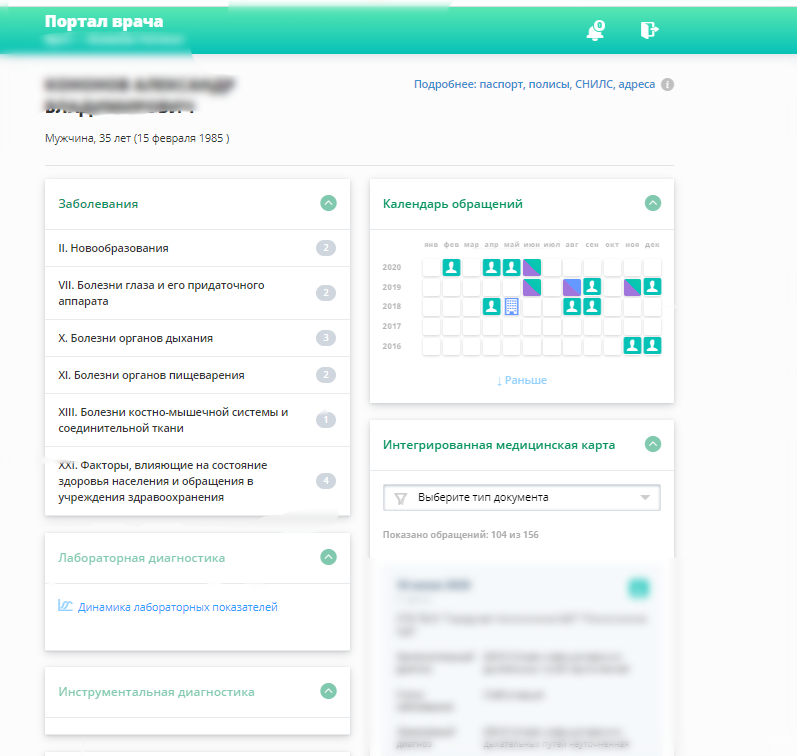 Портал врача
0
Подробнее: паспорт, полисы, СНИЛС, адреса
Мужчина, 35 лет (15 февраля 1985 )
Заболевания
II. Новообразования 2
VII. Болезни глаза и его придаточного
аппарата 2
X. Болезни органов дыхания 3
XI. Болезни органов пищеварения 2
XIII. Болезни костно-мышечной системы и
соединительной ткани 1
XXI. Факторы, влияющие на состояние
здоровья населения и обращения в
учреждения здравоохранения 4
Лабораторная диагностика
Динамика лабораторных показателей
Инструментальная диагностика
Календарь обращений
янв фев мар апр май июн июл авг сен окт ноя дек
2020
2019
2018
2017
2016
↓ Раньше
Интегрированная медицинская карта
Выберите тип документа
Показано обращений: 104 из 156